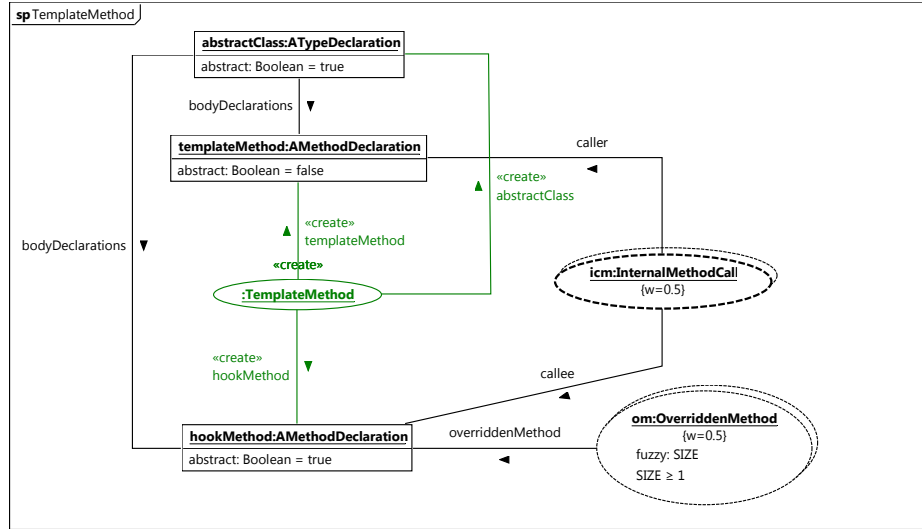 sp TemplateMethod
abstractClass:ATypeDeclaration
abstract: Boolean = true
bodyDeclarations
templateMethod:AMethodDeclaration
abstract: Boolean = false
caller
«create»
abstractClass
«create»
templateMethod
bodyDeclarations
«create»
:TemplateMethod
icm:InternalMethodCall
{w=0.5}
«create»
hookMethod
callee
hookMethod:AMethodDeclaration
abstract: Boolean = true
overriddenMethod
om:OverriddenMethod
{w=0.5}
fuzzy: SIZE
SIZE ≥ 1